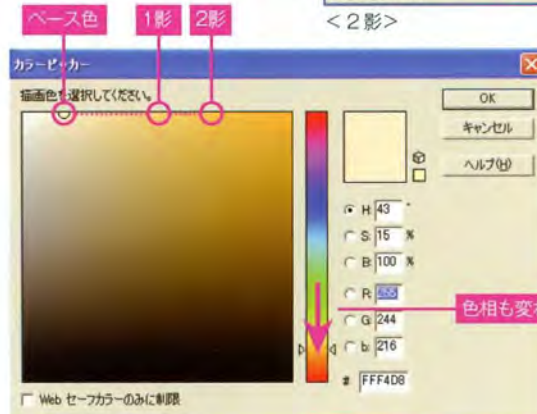 <2影>
ベース色 1影 2影
カラーピッカー
描画色を選択してください。
OK
キャンセル
ヘルプ(H)
H: 43 °
S: 15 %
B: 100 %
R: 255
G: 244
b: 216
# FFF4D8
色相も変
Web セーフカラーのみに制限